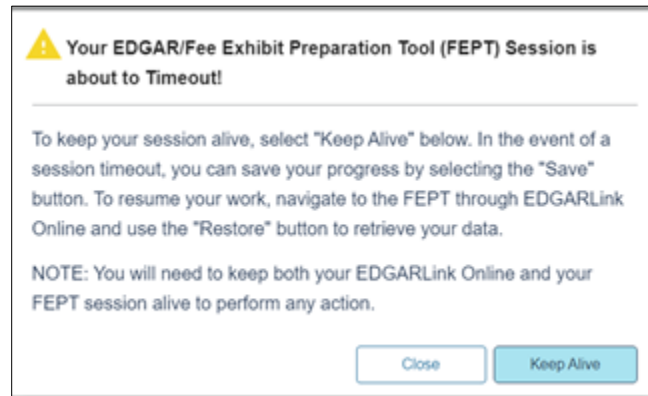 Your EDGAR/Fee Exhibit Preparation Tool (FEPT) Session is
about to Timeout!
To keep your session alive, select "Keep Alive" below. In the event of a
session timeout, you can save your progress by selecting the "Save"
button. To resume your work, navigate to the FEPT through EDGARLink
Online and use the "Restore" button to retrieve your data.
NOTE: You will need to keep both your EDGARLink Online and your
FEPT session alive to perform any action.
Close Keep Alive